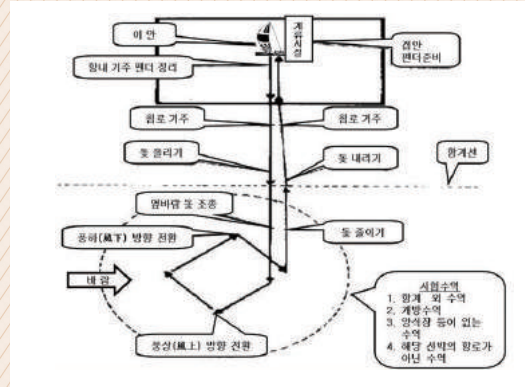 이 안
계류시설
접안
펜더준비
항내 기주 펜더 정리
침로 기주
침로 기주
돛 올리기
돛 내리기
항계선
옆바람 돛 조종
풍하(風下) 방향 전환
돛 줄이기
바 람
시험수역
1. 항계 외 수역
2. 개방수역
3. 양식장 등이 없는
수역
4. 해당 선박의 항로가
아닌 수역
풍상(風上) 방향 전환